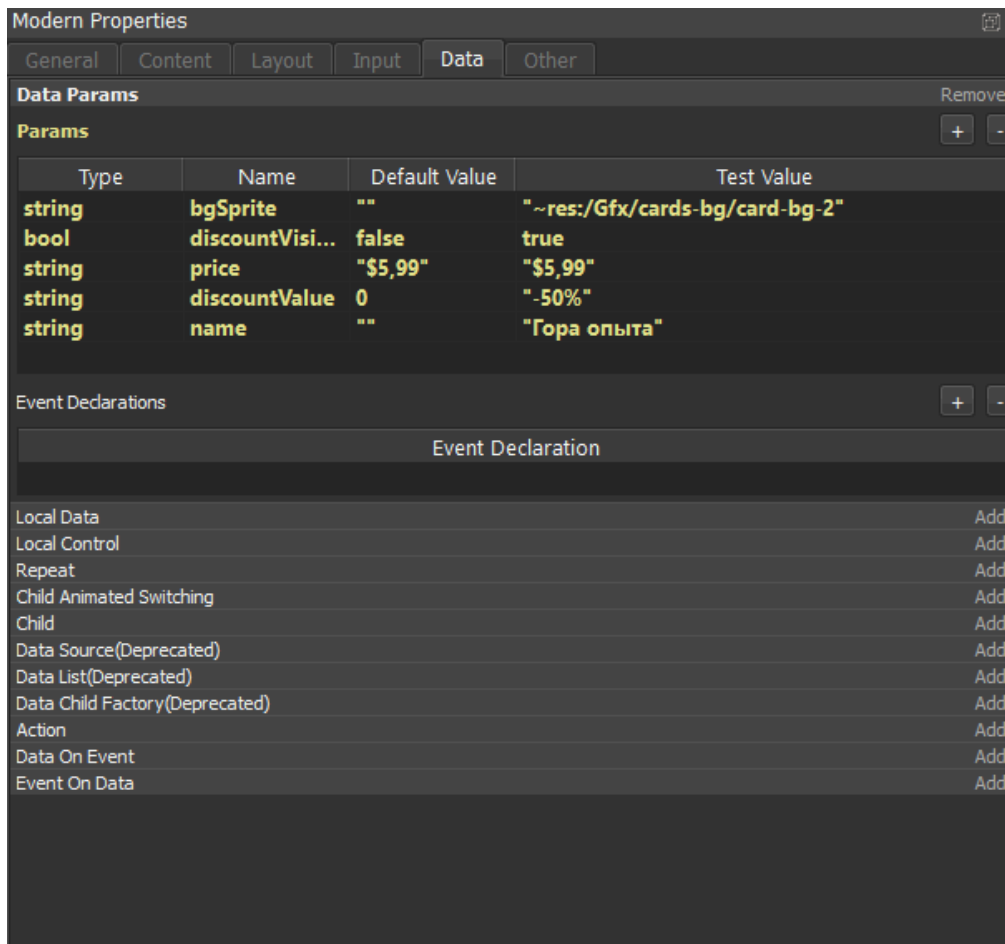 Modern Properties
General Content Layout Input Data Other
Data Params Remove
Params + -
Type Name Default Value Test Value
string bgSprite "" "~res:/Gfx/cards-bg/card-bg-2"
bool discountVisi... false true
string price "$5,99" "$5,99"
string discountValue 0 "-50%"
string name "" "Гора опыта"
Event Declarations + -
Event Declaration
Local Data Add
Local Control Add
Repeat Add
Child Animated Switching Add
Child Add
Data Source(Deprecated) Add
Data List(Deprecated) Add
Data Child Factory(Deprecated) Add
Action Add
Data On Event Add
Event On Data Add